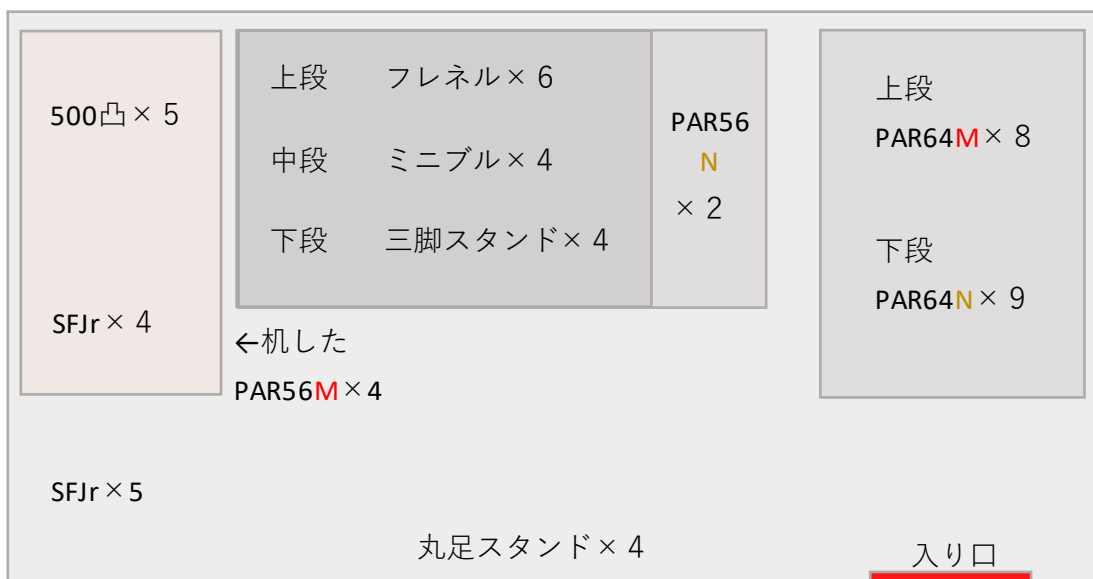 500凸×5
SFJr×4
上段 フレネル×6
中段 ミニブル×4
下段 三脚スタンド×4
PAR56
N
×2
上段
PAR64M×8
下段
PAR64N×9
←机した
PAR56M×4
SFJr×5
丸足スタンド×4
入り口